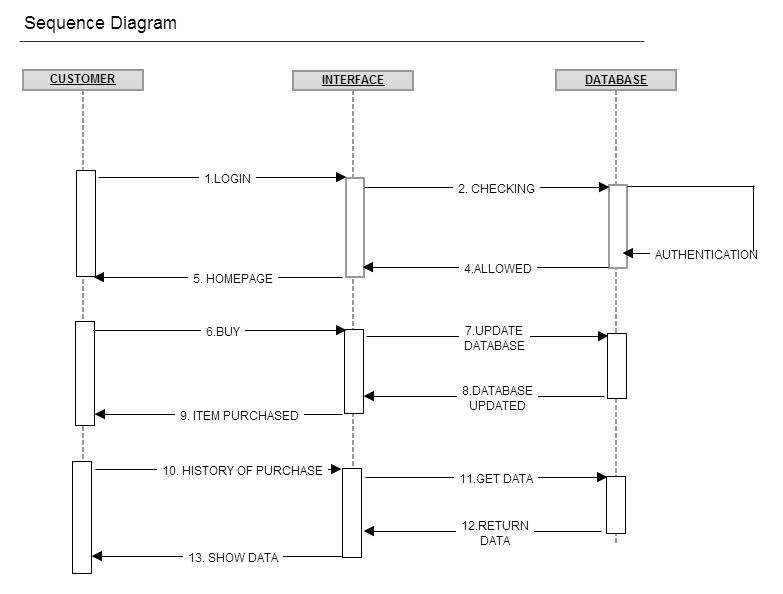 Sequence Diagram
CUSTOMER
INTERFACE
DATABASE
1.LOGIN
2. CHECKING
AUTHENTICATION
4.ALLOWED
5. HOMEPAGE
6.BUY
7.UPDATE
DATABASE
8.DATABASE
UPDATED
9. ITEM PURCHASED
10. HISTORY OF PURCHASE
11.GET DATA
12.RETURN
DATA
13. SHOW DATA